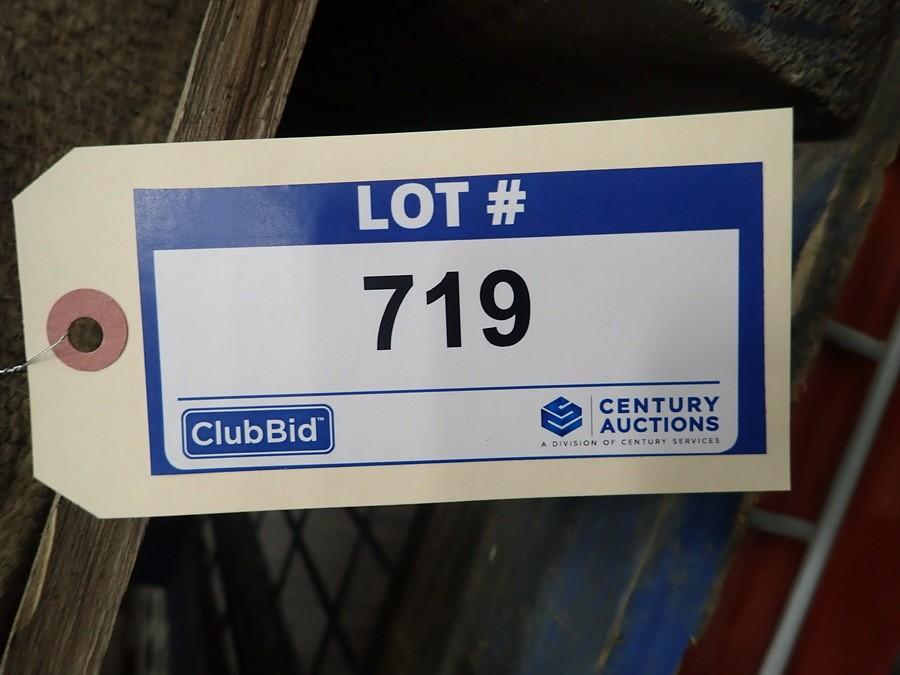 LOT #
719
ClubBid™
CENTURY
AUCTIONS
A DIVISION OF CENTURY SERVICES